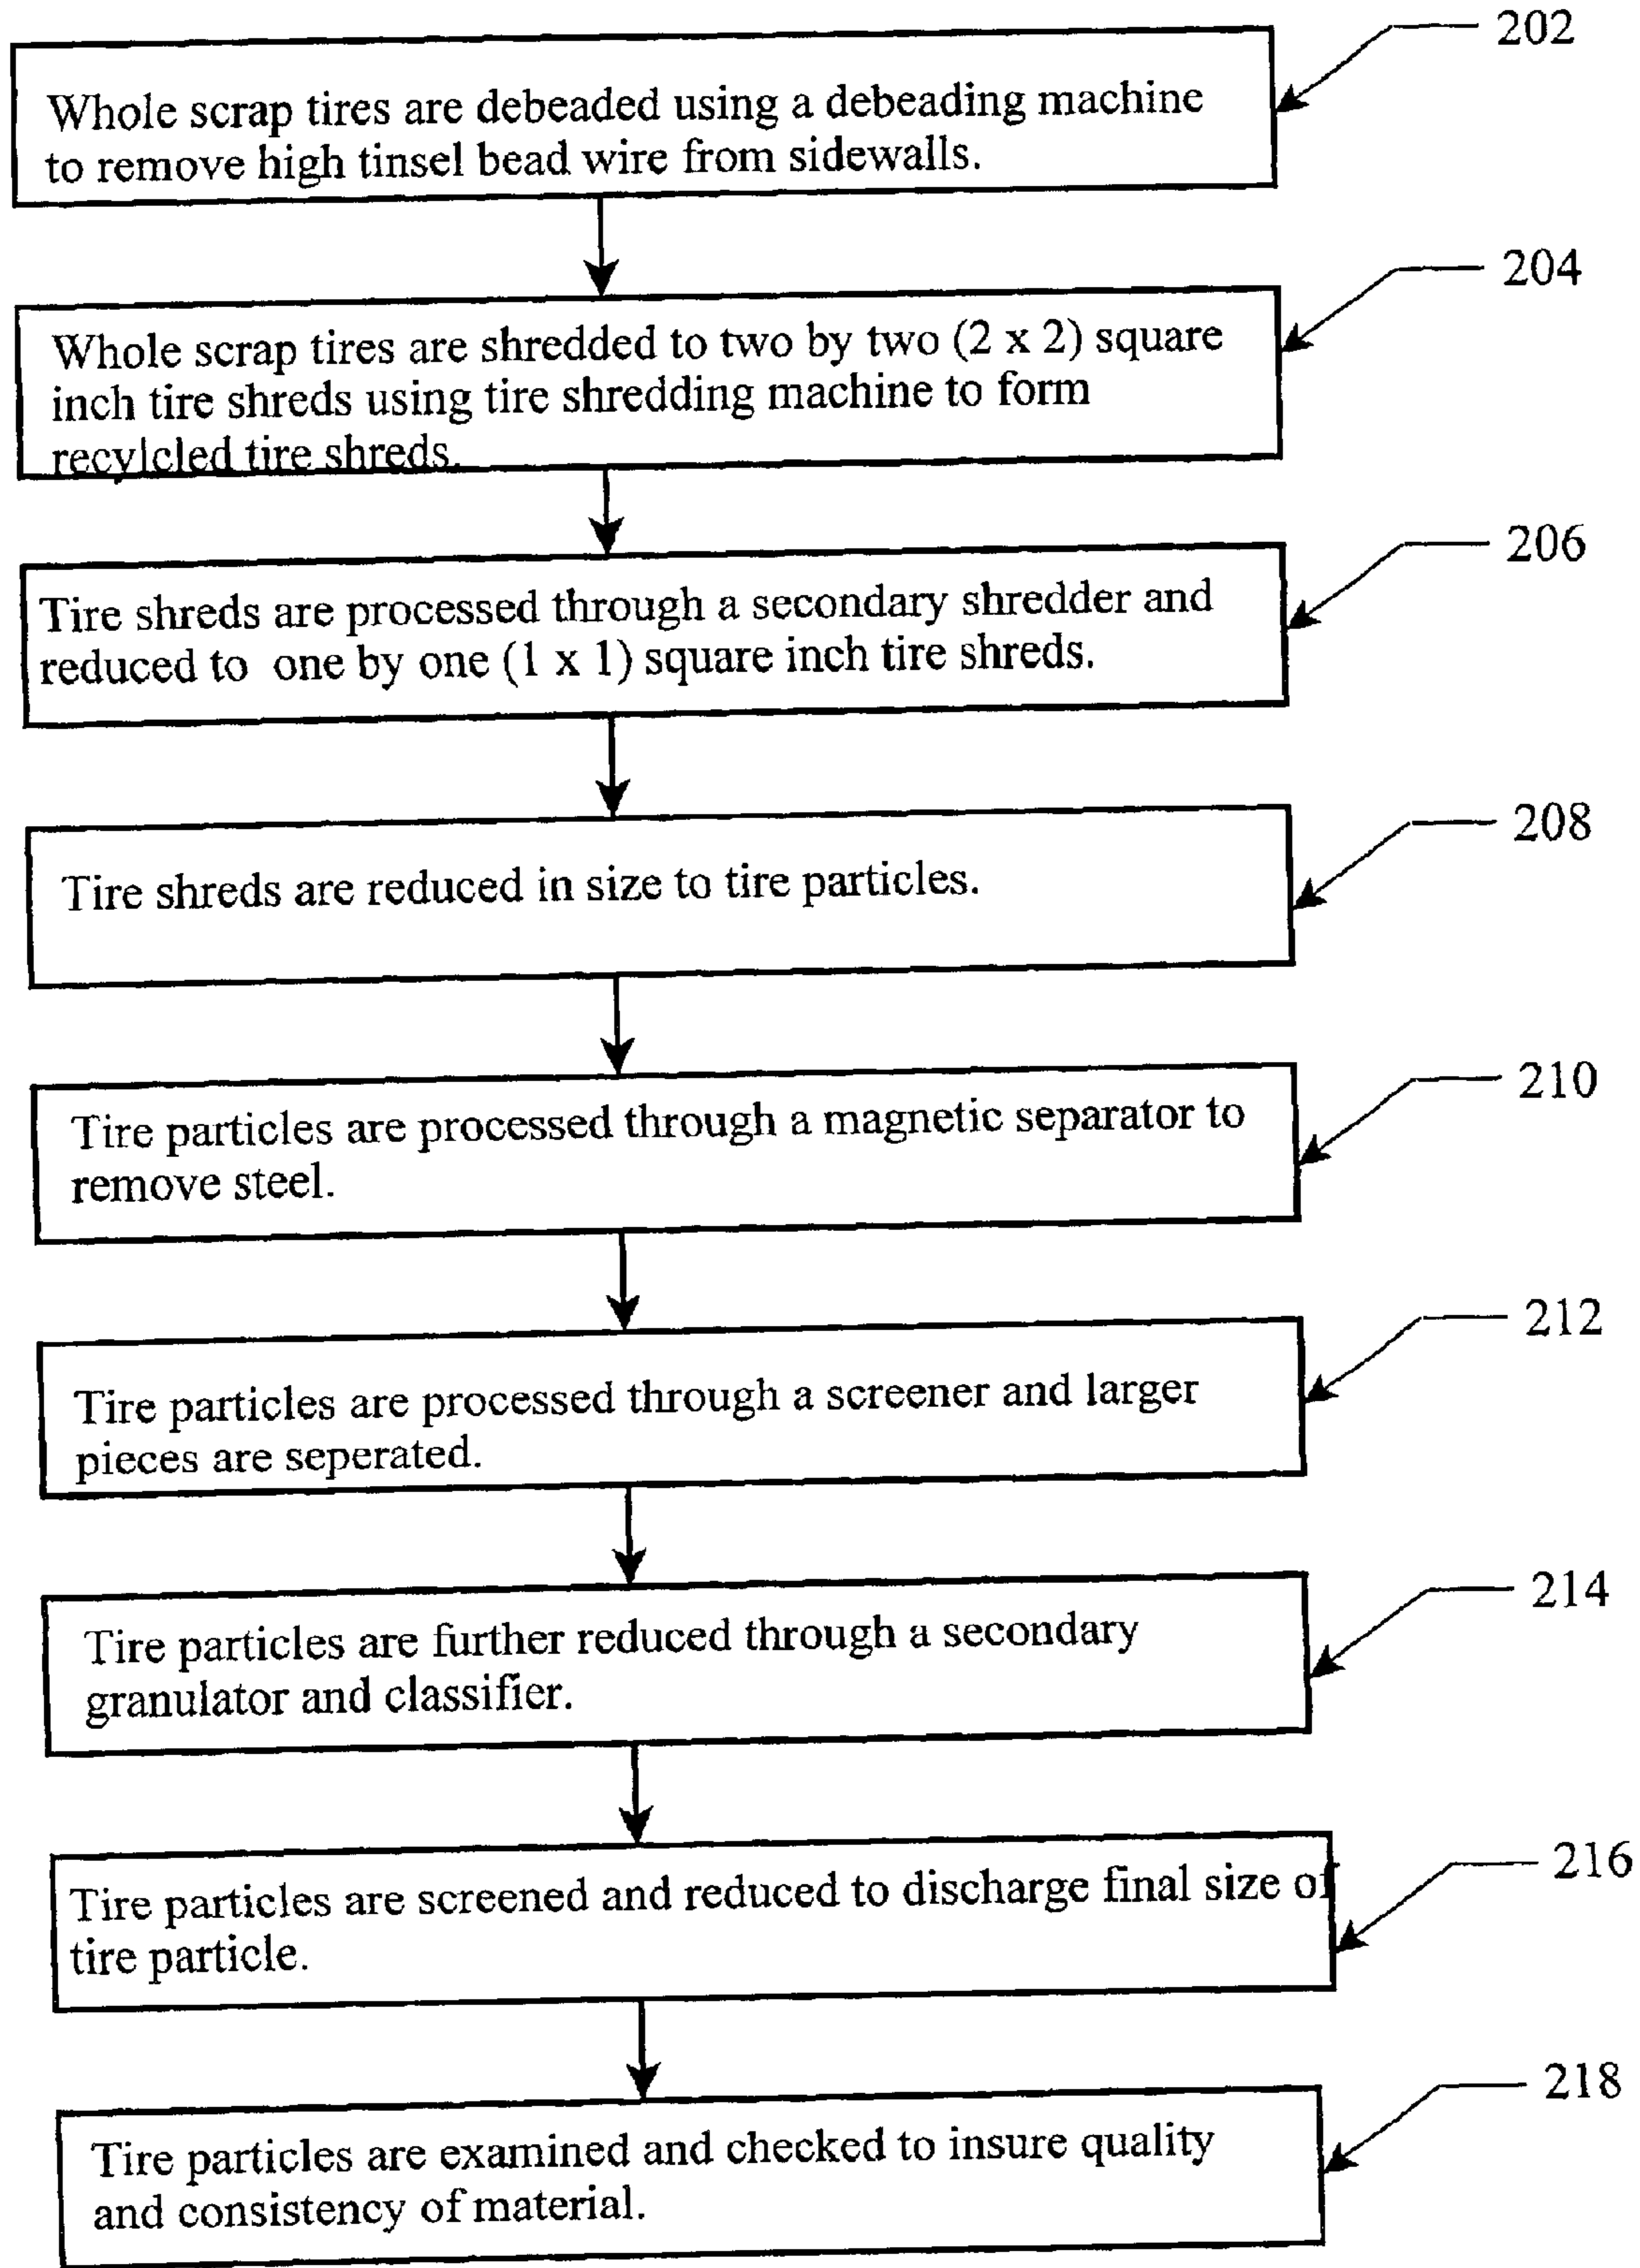 202
Whole scrap tires are debeaded using a debeading machine
to remove high tinsel bead wire from sidewalls.
204
Whole scrap tires are shredded to two by two (2 x 2) square
inch tire shreds using tire shredding machine to form
recylcled tire shreds.
206
Tire shreds are processed through a secondary shredder and
reduced to one by one (1 x 1) square inch tire shreds.
208
Tire shreds are reduced in size to tire particles.
210
Tire particles are processed through a magnetic separator to
remove steel.
212
Tire particles are processed through a screener and larger
pieces are seperated.
214
Tire particles are further reduced through a secondary
granulator and classifier.
216
Tire particles are screened and reduced to discharge final size of
tire particle.
218
Tire particles are examined and checked to insure quality
and consistency of material.